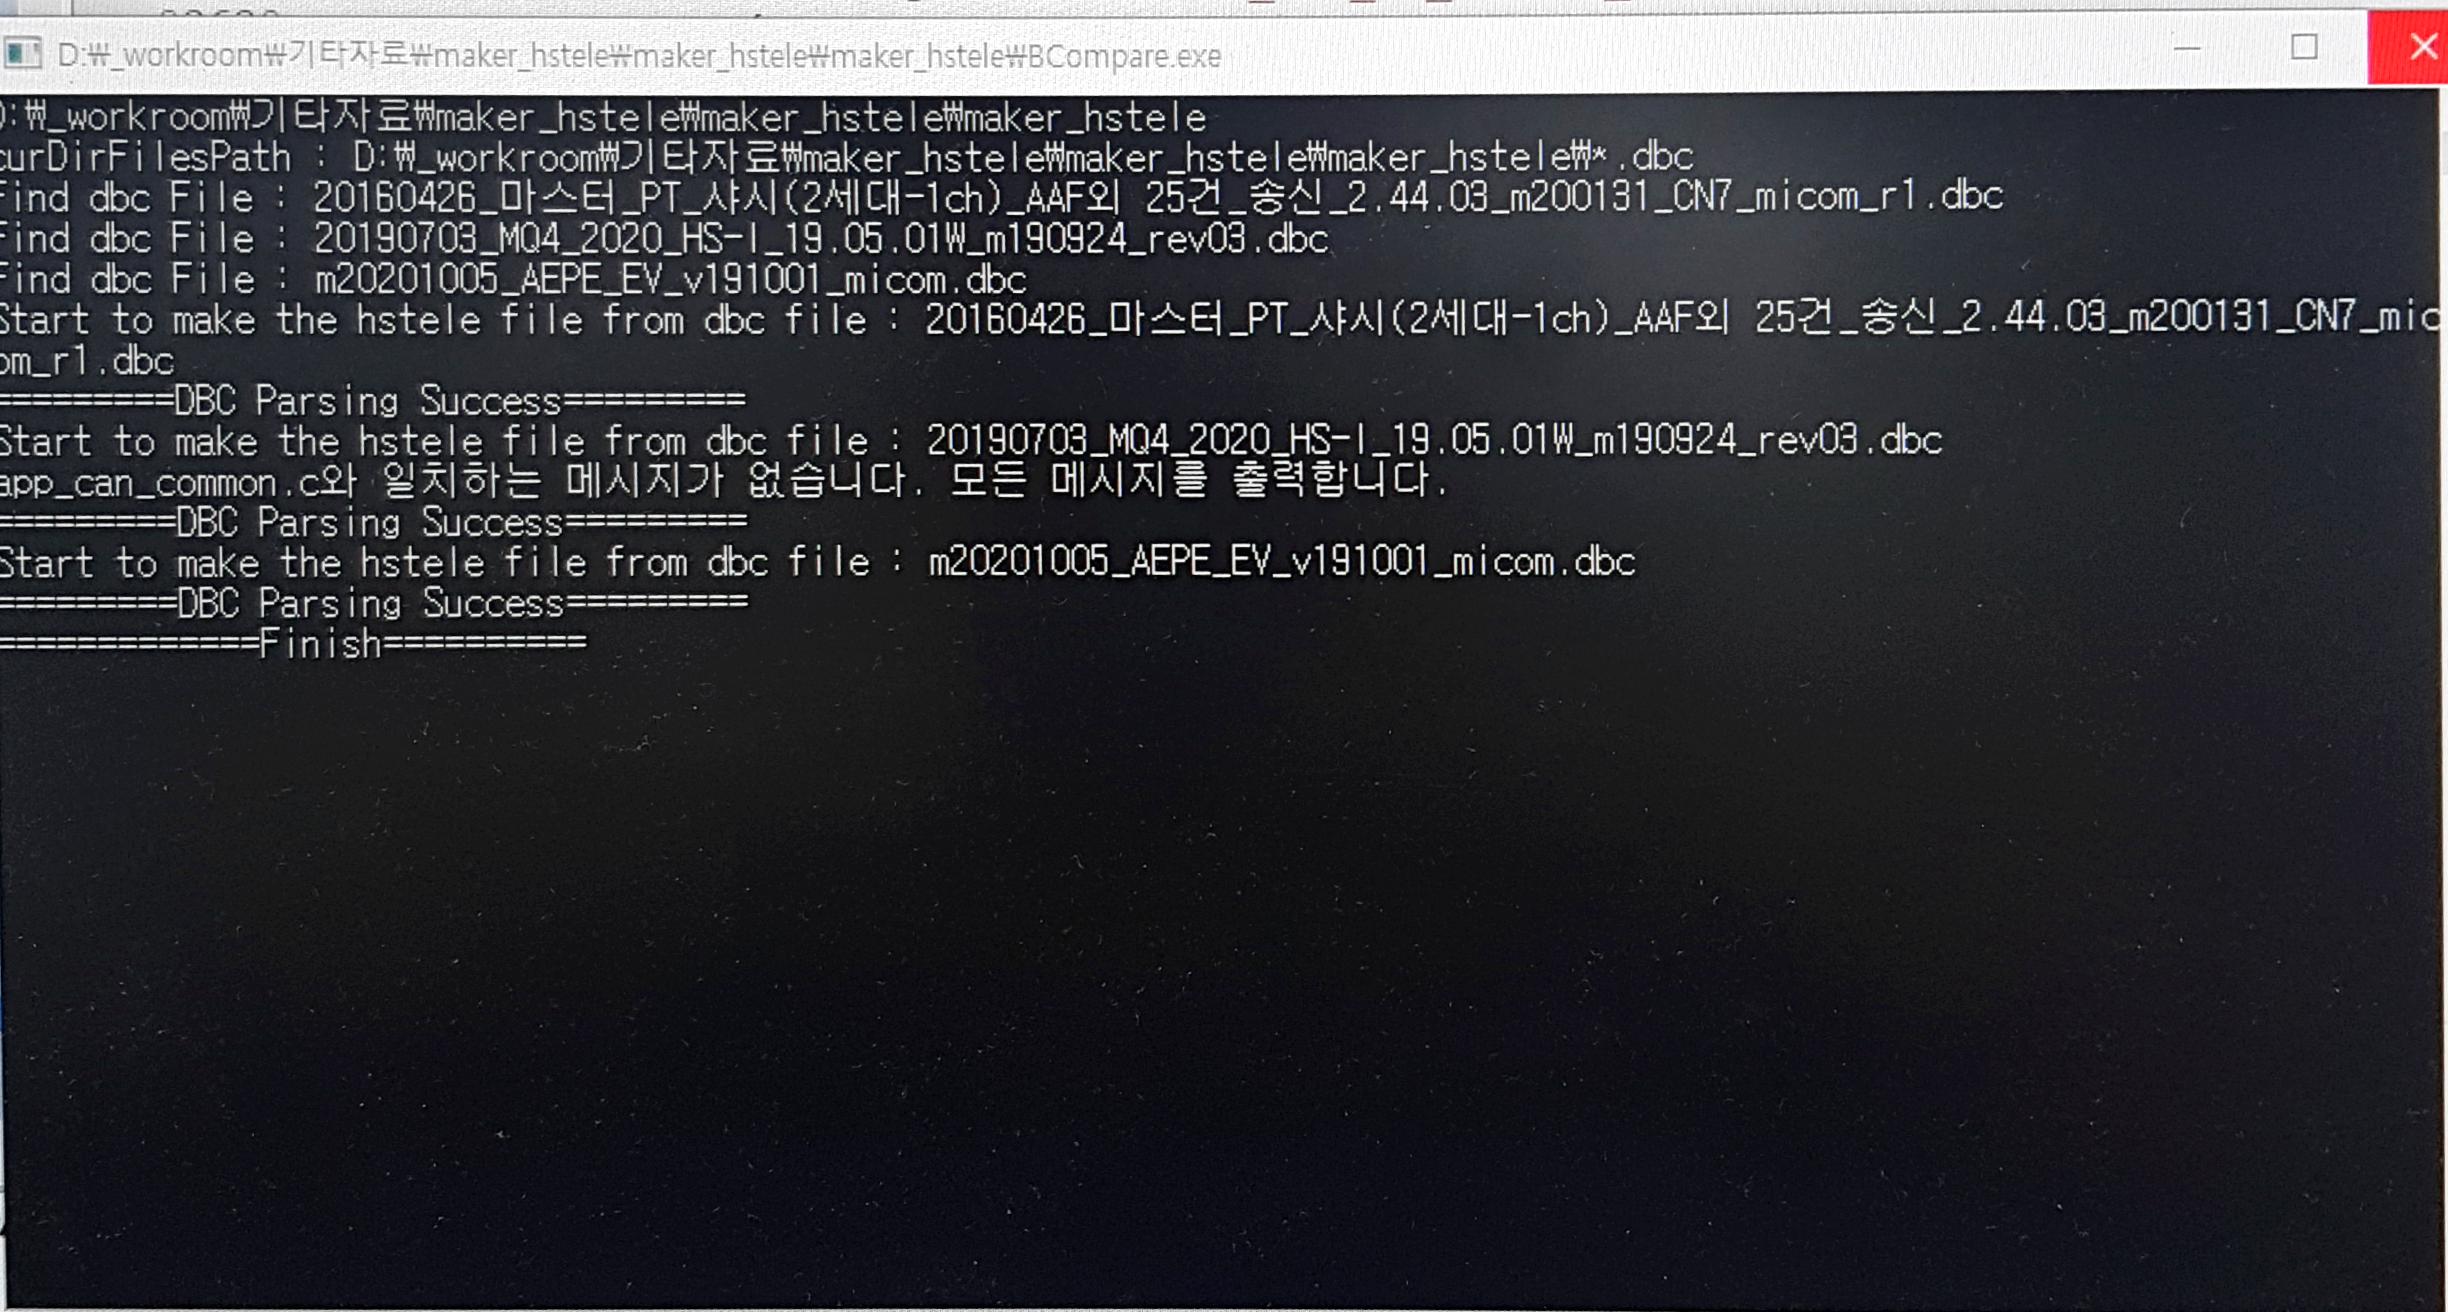 D:\_workroom\기타자료\maker_hstele\maker_hstele\maker_hstele\BCompare.exe
:\_workroom\기타자료\maker_hstele\maker_hstele\maker_hstele
curDirFilesPath : D:\_workroom\기타자료\maker_hstele\maker_hstele\maker_hstele\*.dbc
Find dbc File : 20160426_마스터_PT_샤시(2세대-1ch)_AAF외 25건_송신_2.44.03_m200131_CN7_micom_r1.dbc
Find dbc File : 20190703_MQ4_2020_HS-I_19.05.01W_m190924_rev03.dbc
Find dbc File : m20201005_AEPE_EV_v191001_micom.dbc
Start to make the hstele file from dbc file : 20160426_마스터_PT_샤시(2세대-1ch)_AAF외 25건_송신_2.44.03_m200131_CN7_mic
om_r1.dbc
=========DBC Parsing Success=========
Start to make the hstele file from dbc file : 20190703_MQ4_2020_HS-I_19.05.01W_m190924_rev03.dbc
app_can_common.c와 일치하는 메시지가 없습니다. 모든 메시지를 출력합니다.
=========DBC Parsing Success=========
Start to make the hstele file from dbc file : m20201005_AEPE_EV_v191001_micom.dbc
=========DBC Parsing Success=========
=============Finish==========